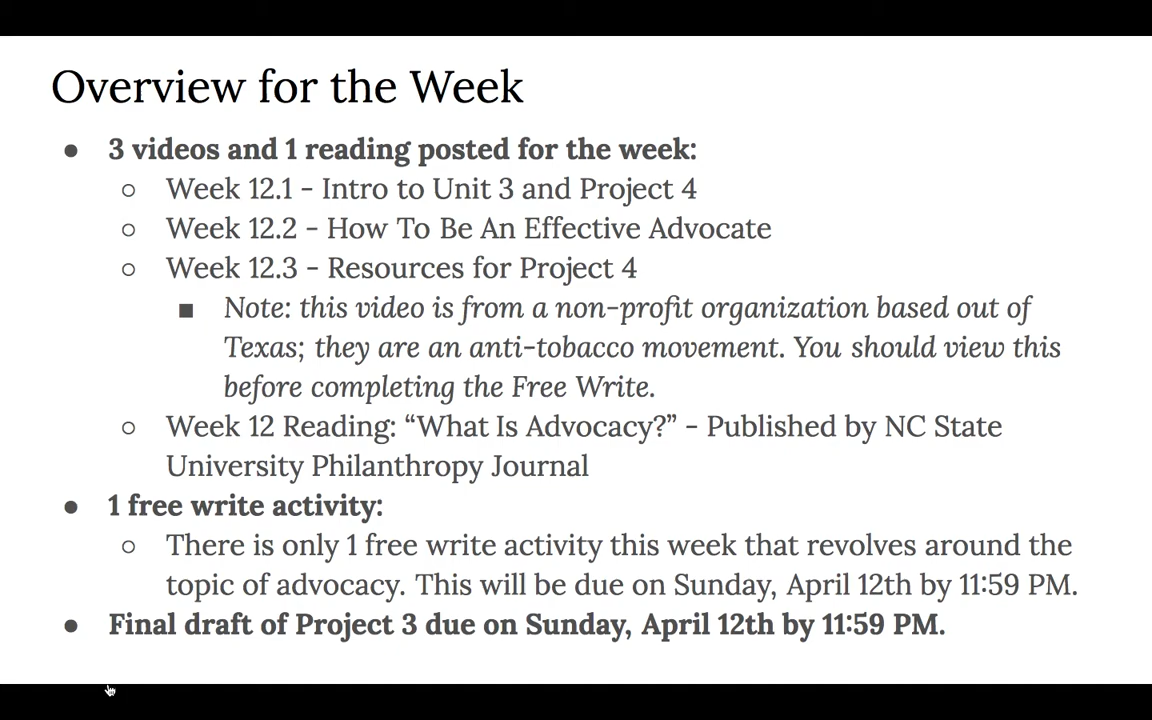 Overview for the Week
● 3 videos and 1 reading posted for the week:
○ Week 12.1 - Intro to Unit 3 and Project 4
○ Week 12.2 - How To Be An Effective Advocate
○ Week 12.3 - Resources for Project 4
■ Note: this video is from a non-profit organization based out of
Texas; they are an anti-tobacco movement. You should view this
before completing the Free Write.
○ Week 12 Reading: “What Is Advocacy?” - Published by NC State
University Philanthropy Journal
● 1 free write activity:
○ There is only 1 free write activity this week that revolves around the
topic of advocacy. This will be due on Sunday, April 12th by 11:59 PM.
● Final draft of Project 3 due on Sunday, April 12th by 11:59 PM.